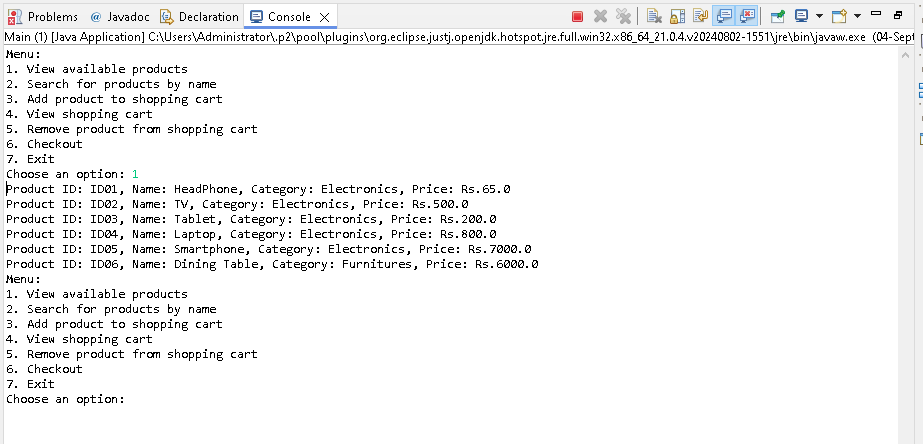 Problems @ Javadoc Declaration Console
Main (1) [Java Application] C:\Users\Administrator\.p2\pool\plugins\org.eclipse.justj.openjdk.hotspot.jre.full.win32.x86_64_21.0.4.v20240802-1551\jre\bin\javaw.exe (04-Sept
Menu:
1. View available products
2. Search for products by name
3. Add product to shopping cart
4. View shopping cart
5. Remove product from shopping cart
6. Checkout
7. Exit
Choose an option: 1
Product ID: ID01, Name: HeadPhone, Category: Electronics, Price: Rs.65.0
Product ID: ID02, Name: TV, Category: Electronics, Price: Rs.500.0
Product ID: ID03, Name: Tablet, Category: Electronics, Price: Rs.200.0
Product ID: ID04, Name: Laptop, Category: Electronics, Price: Rs.800.0
Product ID: ID05, Name: Smartphone, Category: Electronics, Price: Rs.7000.0
Product ID: ID06, Name: Dining Table, Category: Furnitures, Price: Rs.6000.0
Menu:
1. View available products
2. Search for products by name
3. Add product to shopping cart
4. View shopping cart
5. Remove product from shopping cart
6. Checkout
7. Exit
Choose an option: